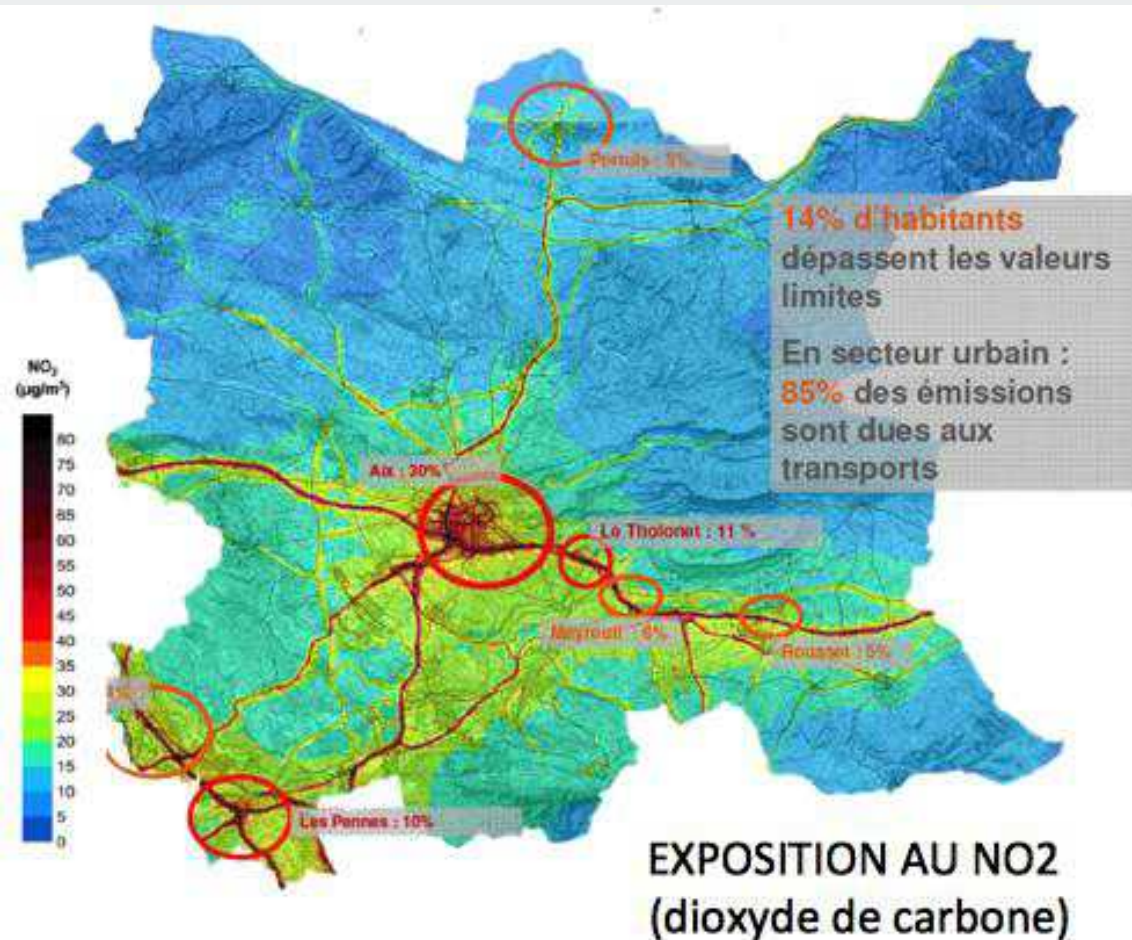 Pertuis : 5%
14% d'habitants
dépassent les valeurs
limites
En secteur urbain :
85% des émissions
sont dues aux
transports
NO₂
(µg/m³)
80
75
70
65
60
55
50
45
40
35
30
25
20
15
10
5
0
Aix : 30%
Le Tholonet : 11 %
Meyreuil : 6%
Rousset : 5%
Les Pennes : 10%
EXPOSITION AU NO2
(dioxyde de carbone)